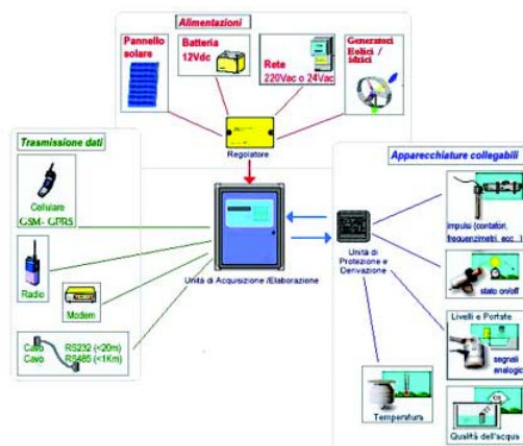 Alimentazioni
Pannello
solare
Batteria
12Vdc
Rete
220Vac o 24Vac
Generatori
Eolici /
idrici
Regolatore
Trasmissione dati
Cellulare
GSM- GPRS
Radio
Modem
Cavo RS232 (<20m)
Cavo RS485 (<1Km)
Unità di Acquisizione /Elaborazione
Unità di
Protezione e
Derivazione
Apparecchiature collegabili
impulsi (contatori,
frequenzimetri, ecc...)
stato on/off
Livelli e Portate
segnali
analogici
Temperatura
Qualità dell'acqua